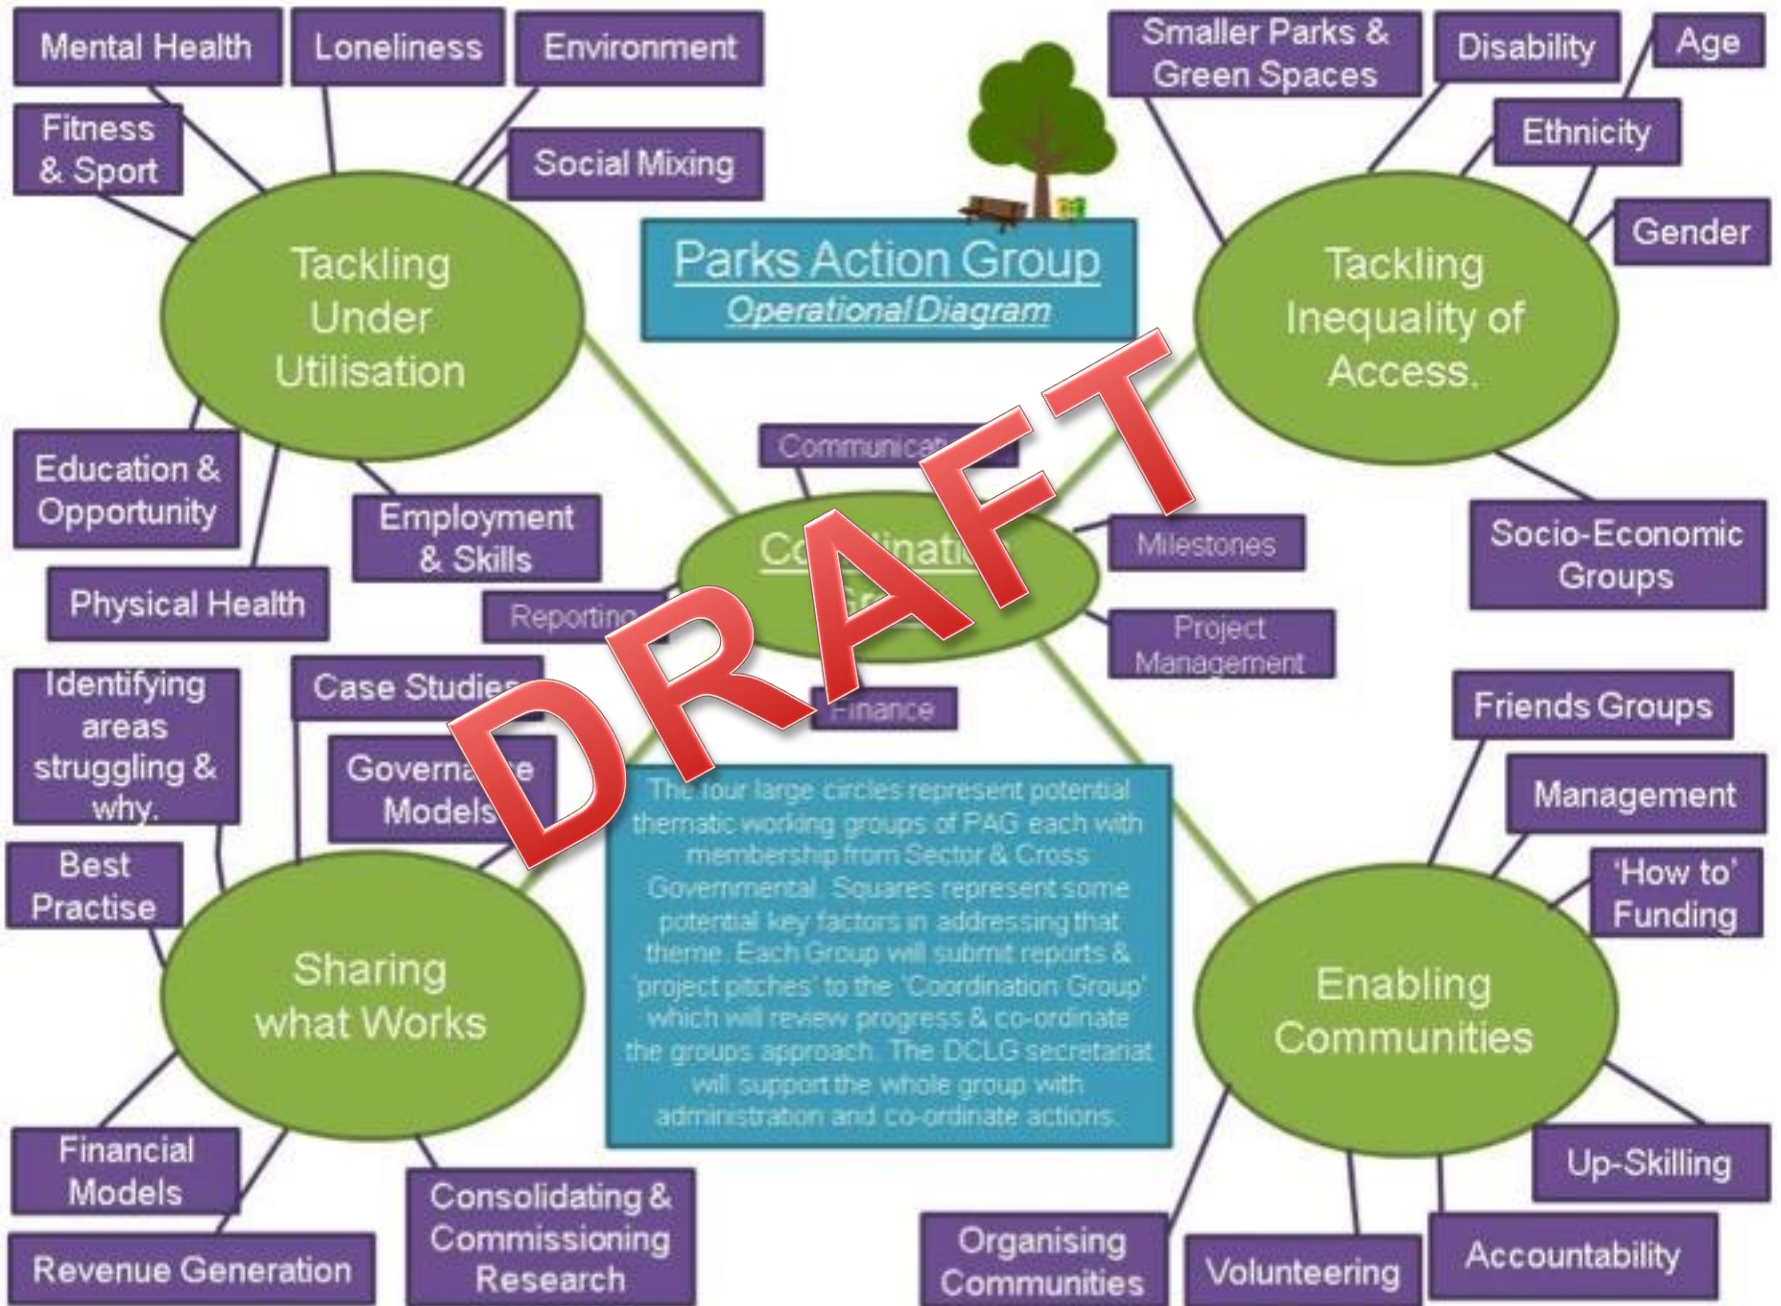 Mental Health
Loneliness
Environment
Fitness
& Sport
Social Mixing
Tackling
Under
Utilisation
Education &
Opportunity
Employment
& Skills
Physical Health
Parks Action Group
Operational Diagram
Smaller Parks &
Green Spaces
Disability
Age
Ethnicity
Gender
Tackling
Inequality of
Access.
Socio-Economic
Groups
Milestones
Project
Management
Reporting
Finance
DRAFT
Identifying
areas
struggling &
why.
Case Studies
Governance
Models
Best
Practise
Sharing
what Works
Financial
Models
Revenue Generation
Consolidating &
Commissioning
Research
The four large circles represent potential
thematic working groups of PAG each with
membership from Sector & Cross
Governmental. Squares represent some
potential key factors in addressing that
theme. Each Group will submit reports &
'project pitches' to the 'Coordination Group'
which will review progress & co-ordinate
the groups approach. The DCLG secretariat
will support the whole group with
administration and co-ordinate actions.
Friends Groups
Management
'How to'
Funding
Enabling
Communities
Up-Skilling
Organising
Communities
Volunteering
Accountability